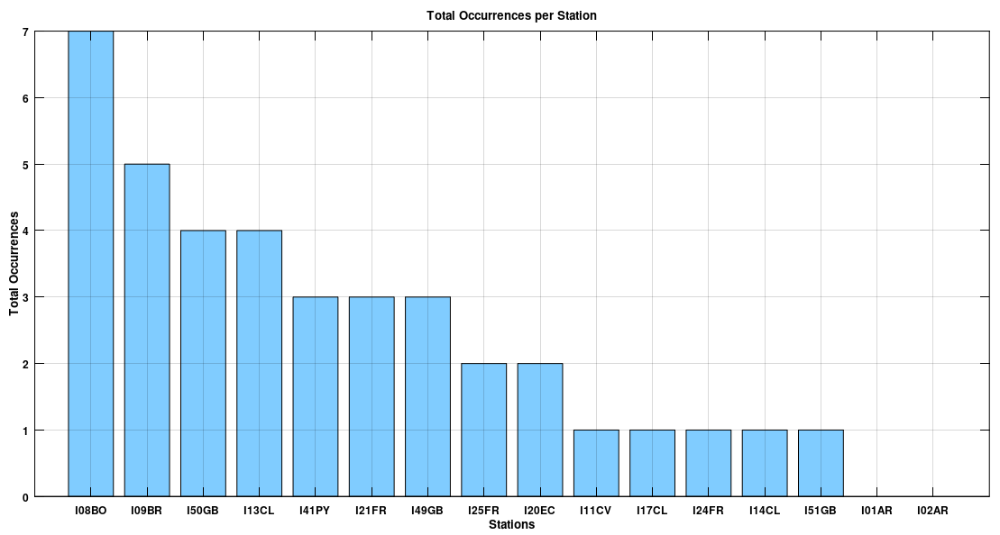 Total Occurrences per Station
7
6
5
4
3
2
1
0
Total Occurrences
I08BO I09BR I50GB I13CL I41PY I21FR I49GB I25FR I20EC I11CV I17CL I24FR I14CL I51GB I01AR I02AR
Stations